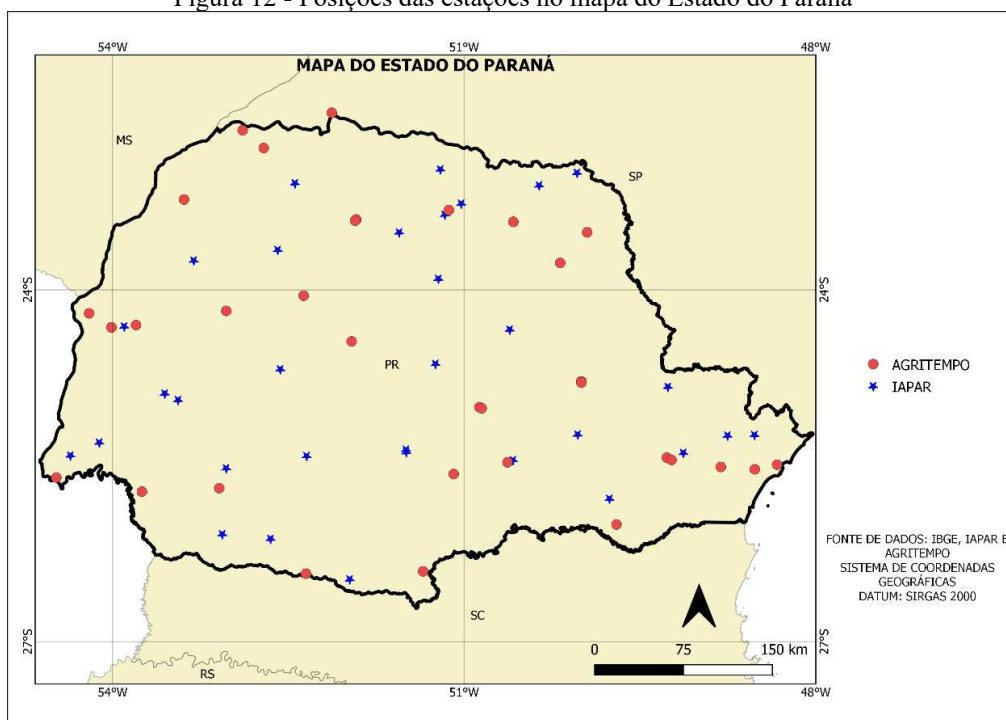 Figura 12 - Posições das estações no mapa do Estado do Paraná
54°W
51°W
48°W
MAPA DO ESTADO DO PARANÁ
MS
SP
24°S
24°S
PR
AGRITEMPO
IAPAR
FONTE DE DADOS: IBGE, IAPAR E
AGRITEMPO
SISTEMA DE COORDENADAS
GEOGRÁFICAS
DATUM: SIRGAS 2000
SC
27°S
27°S
0 75 150 km
RS
54°W
51°W
48°W